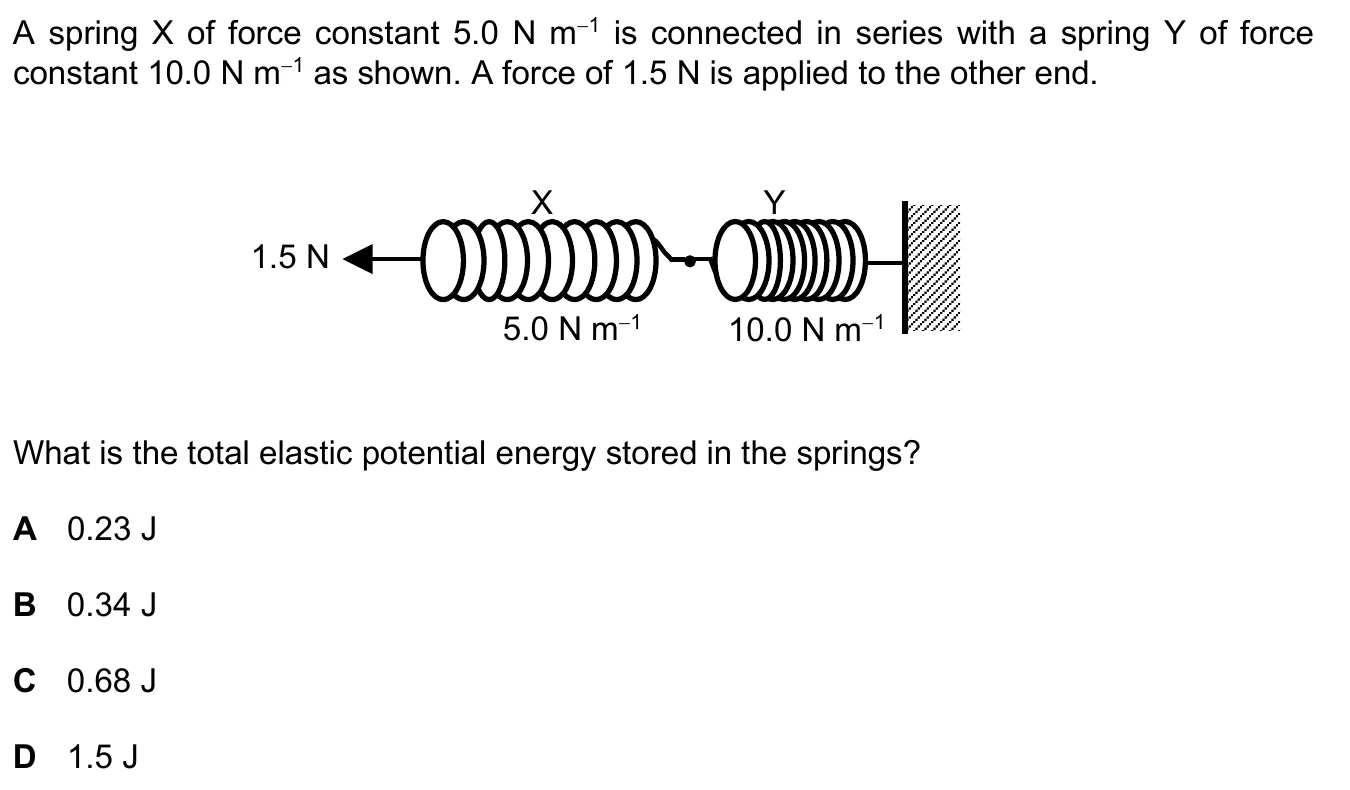 A spring X of force constant 5.0 N m⁻¹ is connected in series with a spring Y of force
constant 10.0 N m⁻¹ as shown. A force of 1.5 N is applied to the other end.
X Y
1.5 N
5.0 N m⁻¹ 10.0 N m⁻¹
What is the total elastic potential energy stored in the springs?
A 0.23 J
B 0.34 J
C 0.68 J
D 1.5 J